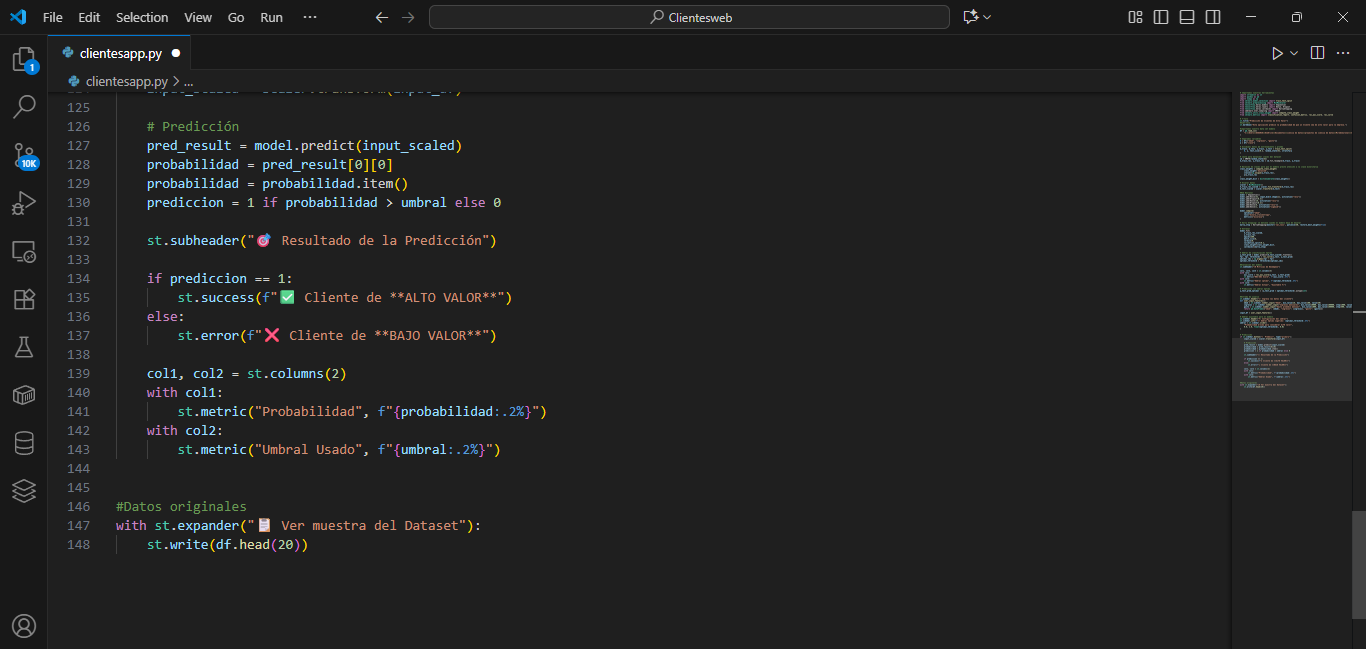 File Edit Selection View Go Run ··· Clientesweb
clientesapp.py
clientesapp.py > ...
1
10K
125
126 # Predicción
127 pred_result = model.predict(input_scaled)
128 probabilidad = pred_result[0][0]
129 probabilidad = probabilidad.item()
130 prediccion = 1 if probabilidad > umbral else 0
131
132 st.subheader("🎯 Resultado de la Predicción")
133
134 if prediccion == 1:
135 st.success(f"✅ Cliente de **ALTO VALOR**")
136 else:
137 st.error(f"❌ Cliente de **BAJO VALOR**")
138
139 col1, col2 = st.columns(2)
140 with col1:
141 st.metric("Probabilidad", f"{probabilidad:.2%}")
142 with col2:
143 st.metric("Umbral Usado", f"{umbral:.2%}")
144
145
146 #Datos originales
147 with st.expander("📋 Ver muestra del Dataset"):
148 st.write(df.head(20))